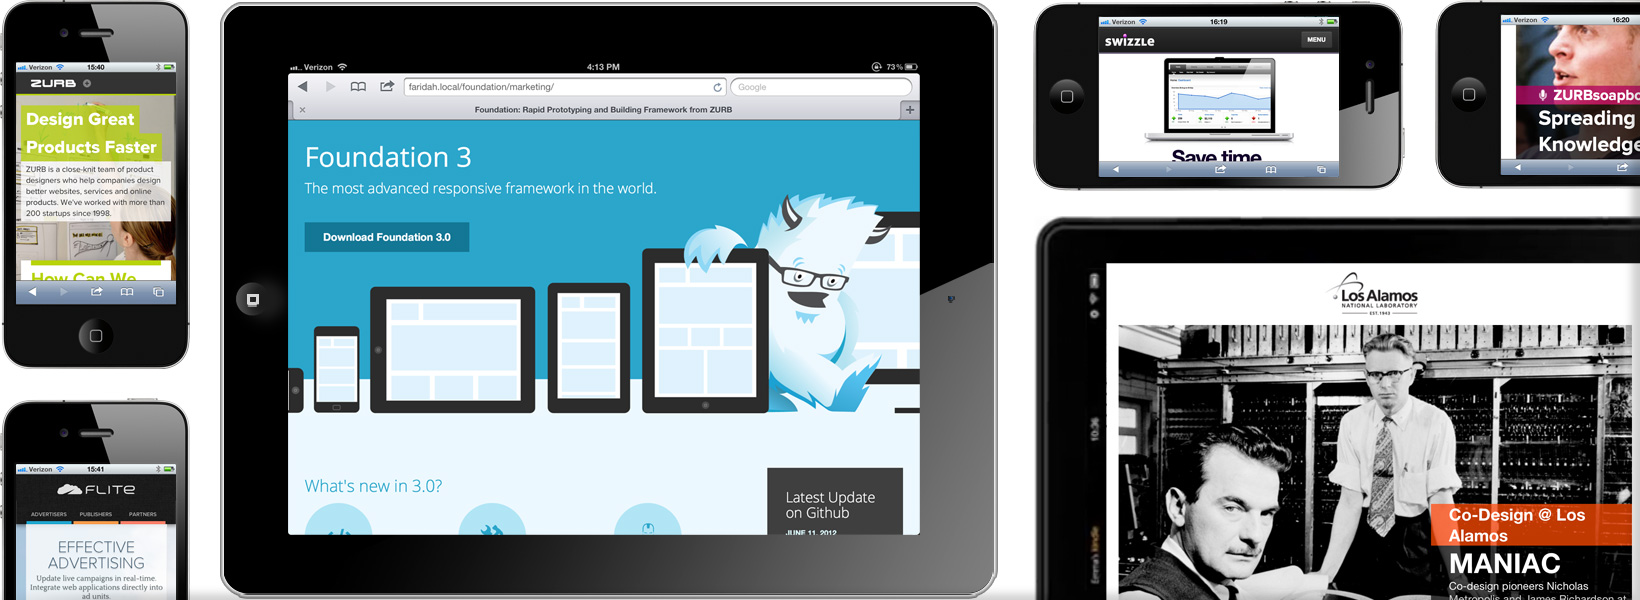 Verizon
15:40
ZURB
Design Great
Products Faster
ZURB is a close-knit team of product
designers who help companies design
better websites, services and online
products. We've worked with more than
200 startups since 1998.
How Can We
Verizon
15:41
FLITE
ADVERTISERS PUBLISHERS PARTNERS
EFFECTIVE
ADVERTISING
Update live campaigns in real-time.
Integrate web applications directly into
ad units.
Verizon
4:13 PM
73%
faridah.local/foundation/marketing/
Google
Foundation: Rapid Prototyping and Building Framework from ZURB
Foundation 3
The most advanced responsive framework in the world.
Download Foundation 3.0
What's new in 3.0?
Latest Update
on Github
JUNE 11, 2012
Verizon
16:19
swizzle
MENU
Save time
Verizon
16:20
ZURBsoapbo
Spreading
Knowledge
10:36
Emma's kindle
Los Alamos
NATIONAL LABORATORY
EST. 1943
Co-Design @ Los
Alamos
MANIAC
Co-design pioneers Nicholas
Metropolis and James Richardson at